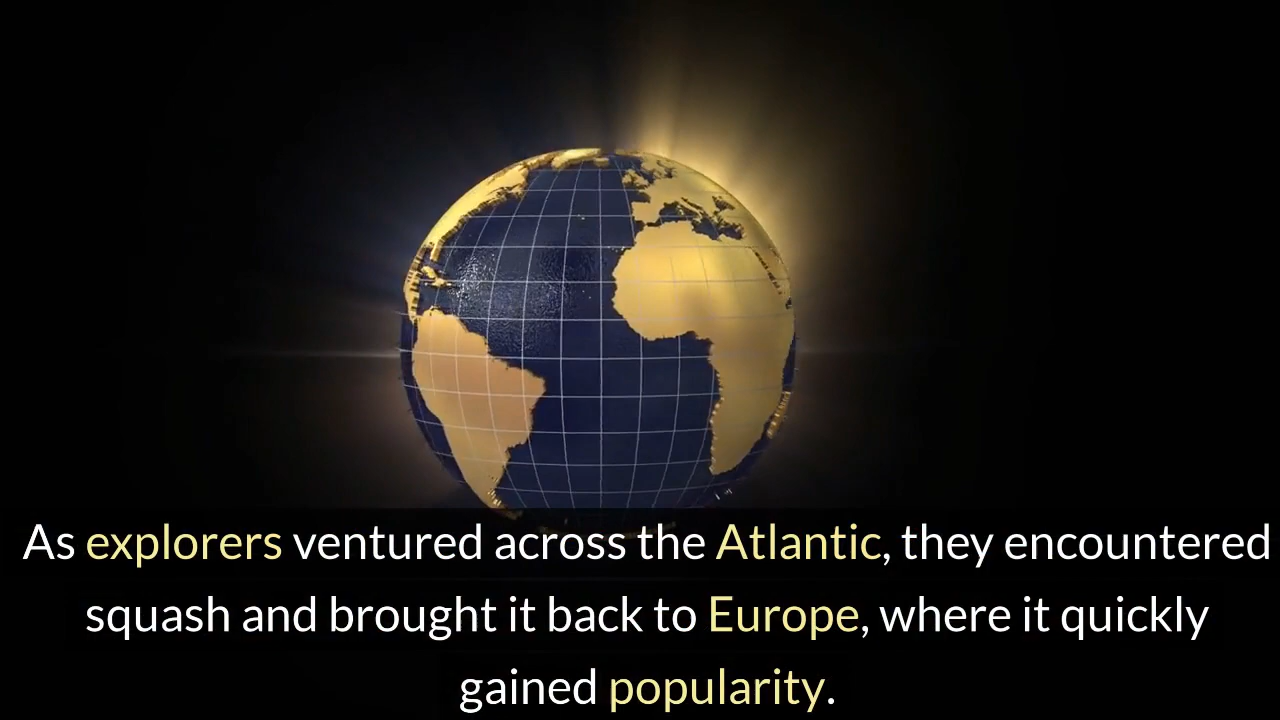 As explorers ventured across the Atlantic, they encountered
squash and brought it back to Europe, where it quickly
gained popularity.